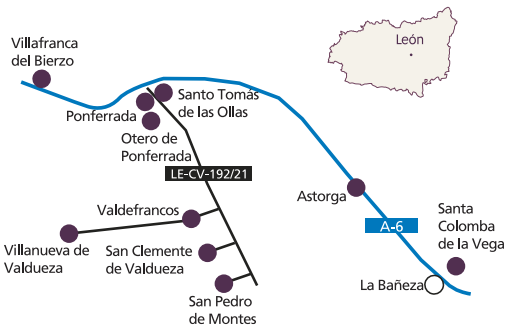 Villafranca
del Bierzo
León
Santo Tomás
de las Ollas
Ponferrada
Otero de
Ponferrada
LE-CV-192/21
Astorga
Valdefrancos
A-6
Santa
Colomba
de la Vega
Villanueva de
Valdueza
San Clemente
de Valdueza
La Bañeza
San Pedro
de Montes